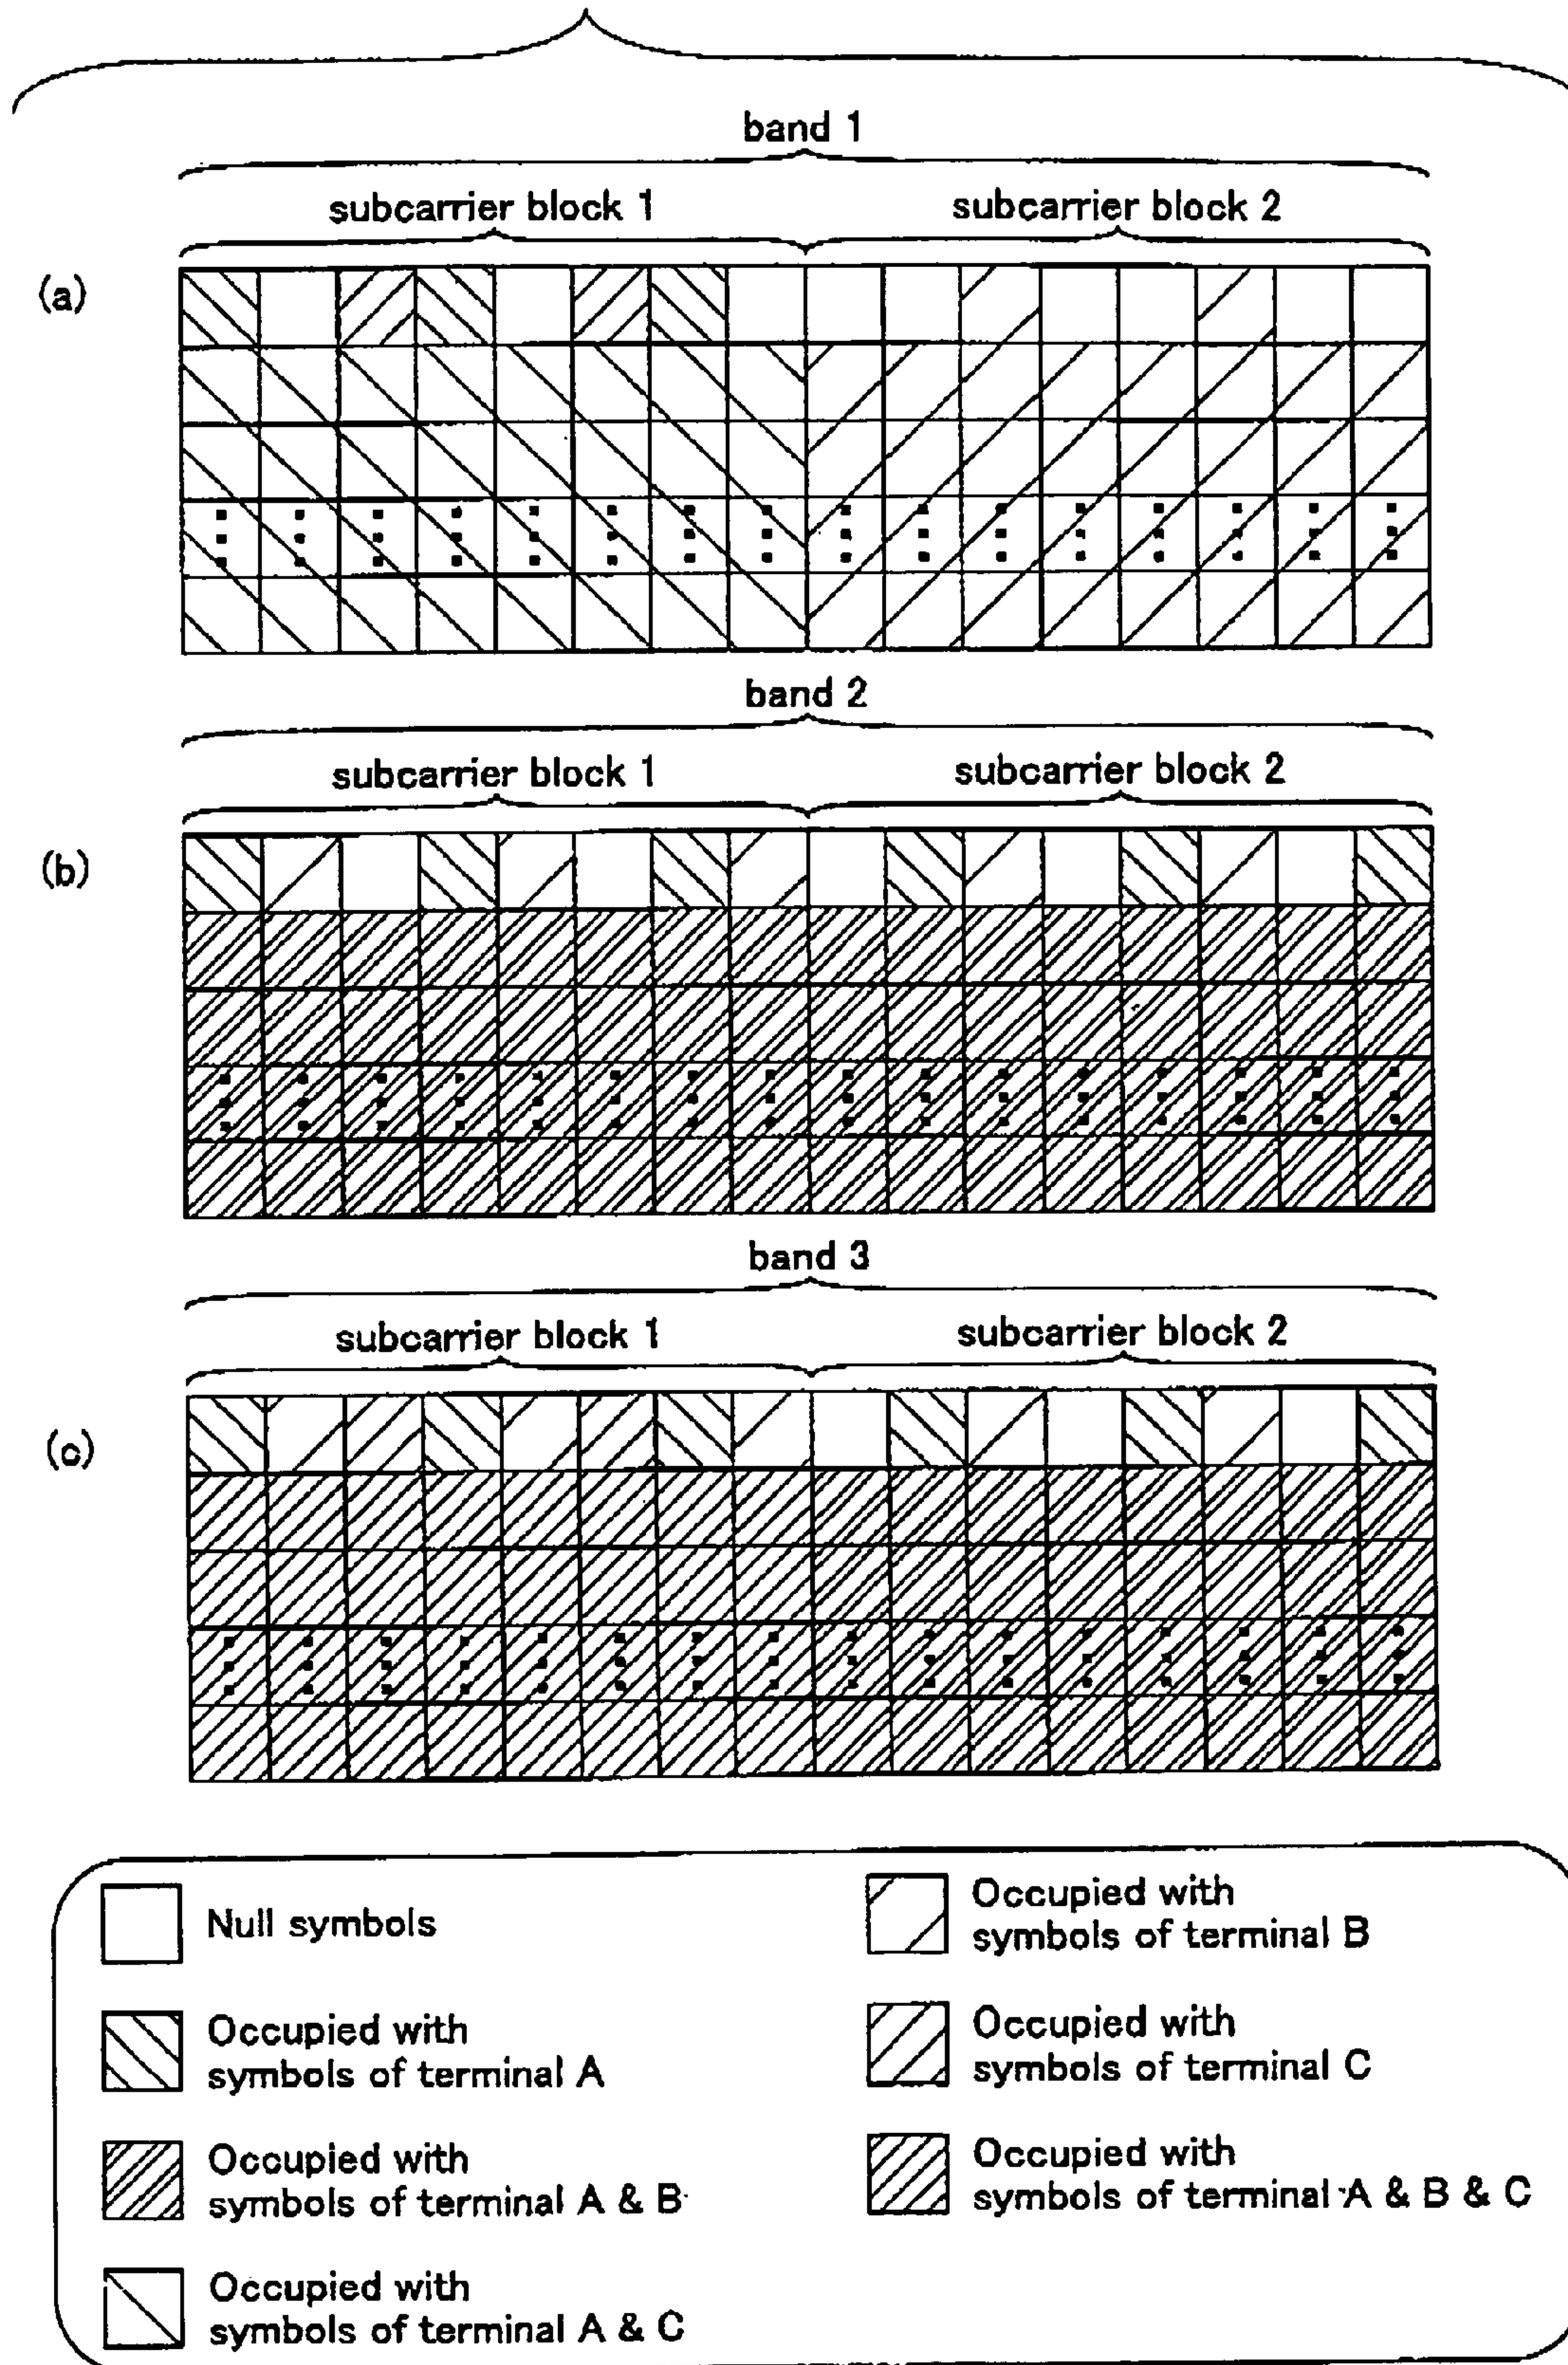 band 1
subcarrier block 1
subcarrier block 2
(a)
band 2
subcarrier block 1
subcarrier block 2
(b)
band 3
subcarrier block 1
subcarrier block 2
(c)
Null symbols
Occupied with
symbols of terminal A
Occupied with
symbols of terminal A & B
Occupied with
symbols of terminal A & C
Occupied with
symbols of terminal B
Occupied with
symbols of terminal C
Occupied with
symbols of terminal A & B & C